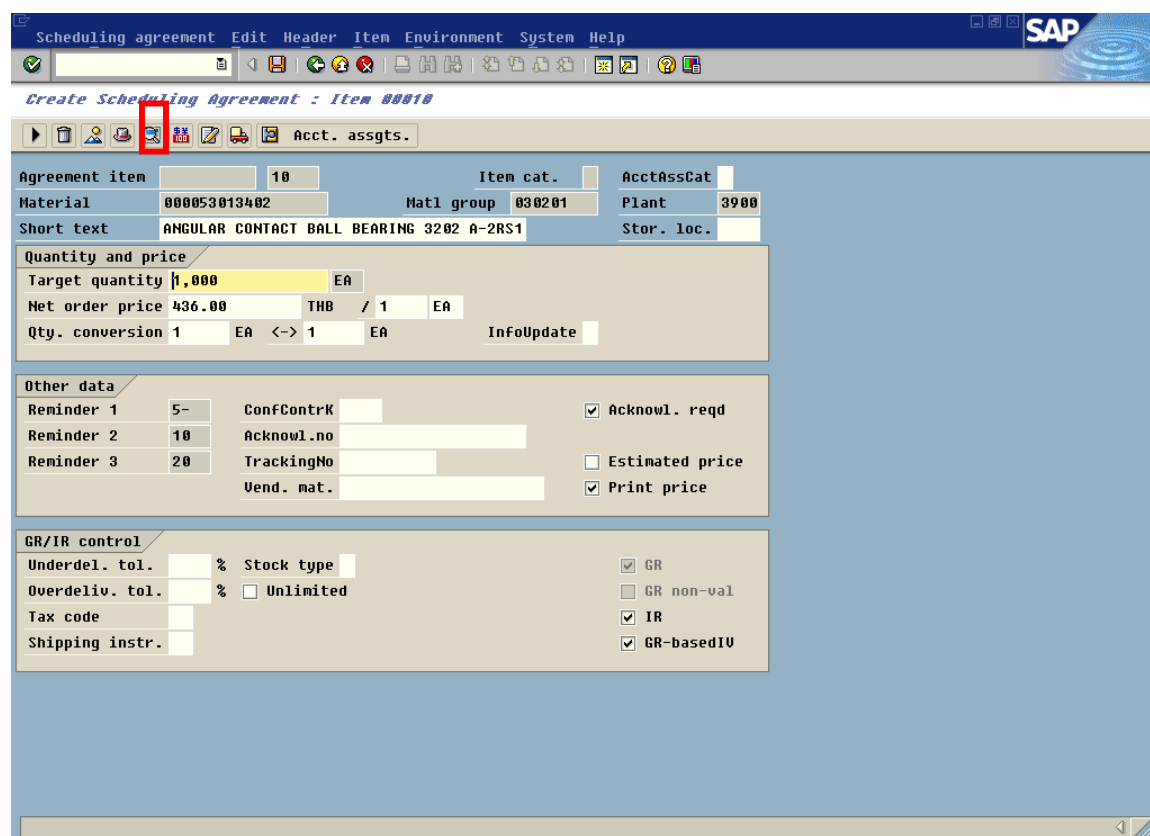 Scheduling agreement Edit Header Item Environment System Help
SAP
Create Scheduling Agreement : Item 00010
Acct. assgts.
Agreement item 10 Item cat. AcctAssCat
Material 000053013402 Matl group 030201 Plant 3900
Short text ANGULAR CONTACT BALL BEARING 3202 A-2RS1 Stor. loc.
Quantity and price
Target quantity 1,000 EA
Net order price 436.00 THB / 1 EA
Qty. conversion 1 EA <-> 1 EA InfoUpdate
Other data
Reminder 1 5- ConfContrK Acknowl. reqd
Reminder 2 10 Acknowl.no
Reminder 3 20 TrackingNo Estimated price
Vend. mat. Print price
GR/IR control
Underdel. tol. % Stock type GR
Overdeliv. tol. % Unlimited GR non-val
Tax code IR
Shipping instr. GR-basedIV